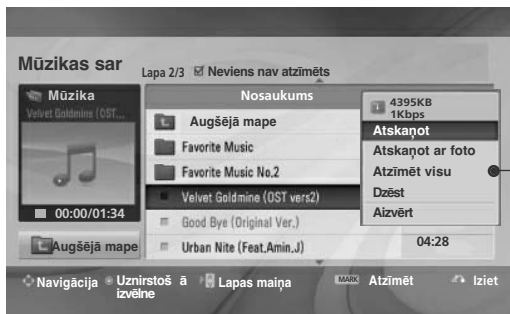 Mūzikas sar
Lapa 2/3
Neviens nav atzīmēts
Mūzika
Velvet Goldmine (OST...
00:00/01:34
Augšējā mape
Nosaukums
Augšējā mape
Favorite Music
Favorite Music No.2
Velvet Goldmine (OST vers2)
Good Bye (Original Ver.)
Urban Nite (Feat.Amin.J)
04:28
4395KB
1Kbps
Atskaņot
Atskaņot ar foto
Atzīmēt visu
Dzēst
Aizvērt
Navigācija
Uznirstoš ā
izvēlne
Lapas maiņa
MARK Atzīmēt
Iziet